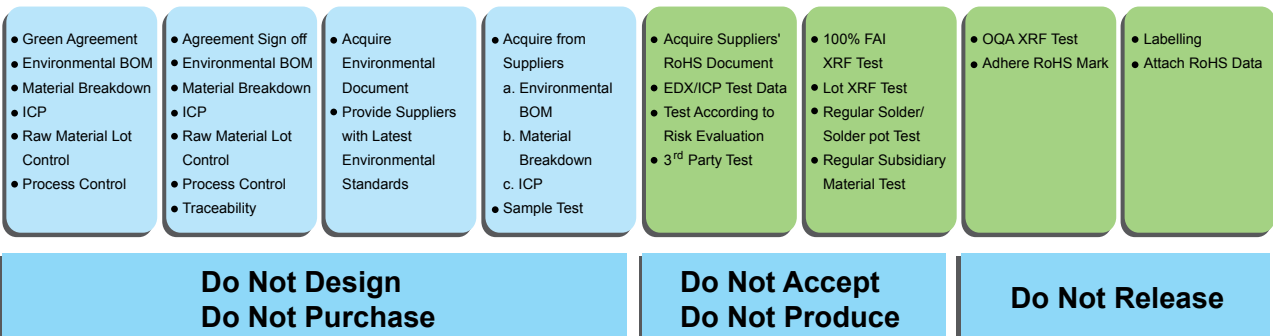 ● Green Agreement
● Environmental BOM
● Material Breakdown
● ICP
● Raw Material Lot
Control
● Process Control
● Agreement Sign off
● Environmental BOM
● Material Breakdown
● ICP
● Raw Material Lot
Control
● Process Control
● Traceability
● Acquire
Environmental
Document
● Provide Suppliers
with Latest
Environmental
Standards
● Acquire from
Suppliers
a. Environmental
BOM
b. Material
Breakdown
c. ICP
● Sample Test
● Acquire Suppliers'
RoHS Document
● EDX/ICP Test Data
● Test According to
Risk Evaluation
● 3rd Party Test
● 100% FAI
XRF Test
● Lot XRF Test
● Regular Solder/
Solder pot Test
● Regular Subsidiary
Material Test
● OQA XRF Test
● Adhere RoHS Mark
● Labelling
● Attach RoHS Data
Do Not Design
Do Not Purchase
Do Not Accept
Do Not Produce
Do Not Release